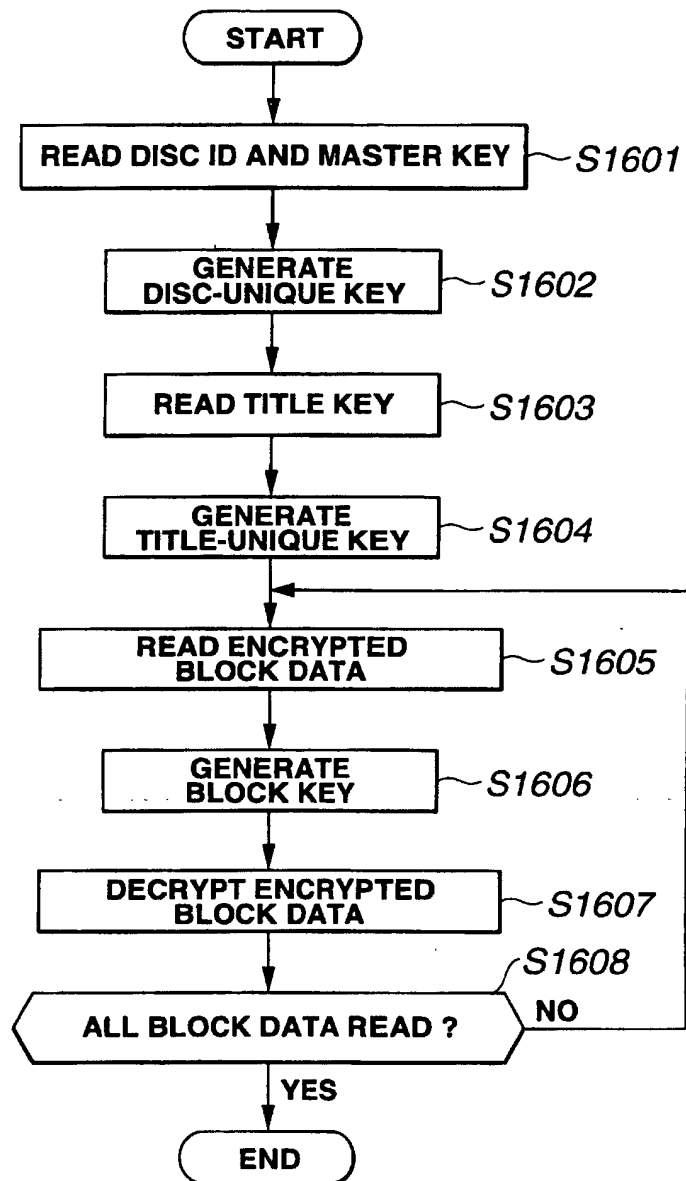 START
READ DISC ID AND MASTER KEY
S1601
GENERATE
DISC-UNIQUE KEY
S1602
READ TITLE KEY
S1603
GENERATE
TITLE-UNIQUE KEY
S1604
READ ENCRYPTED
BLOCK DATA
S1605
GENERATE
BLOCK KEY
S1606
DECRYPT ENCRYPTED
BLOCK DATA
S1607
S1608
ALL BLOCK DATA READ ?
NO
YES
END